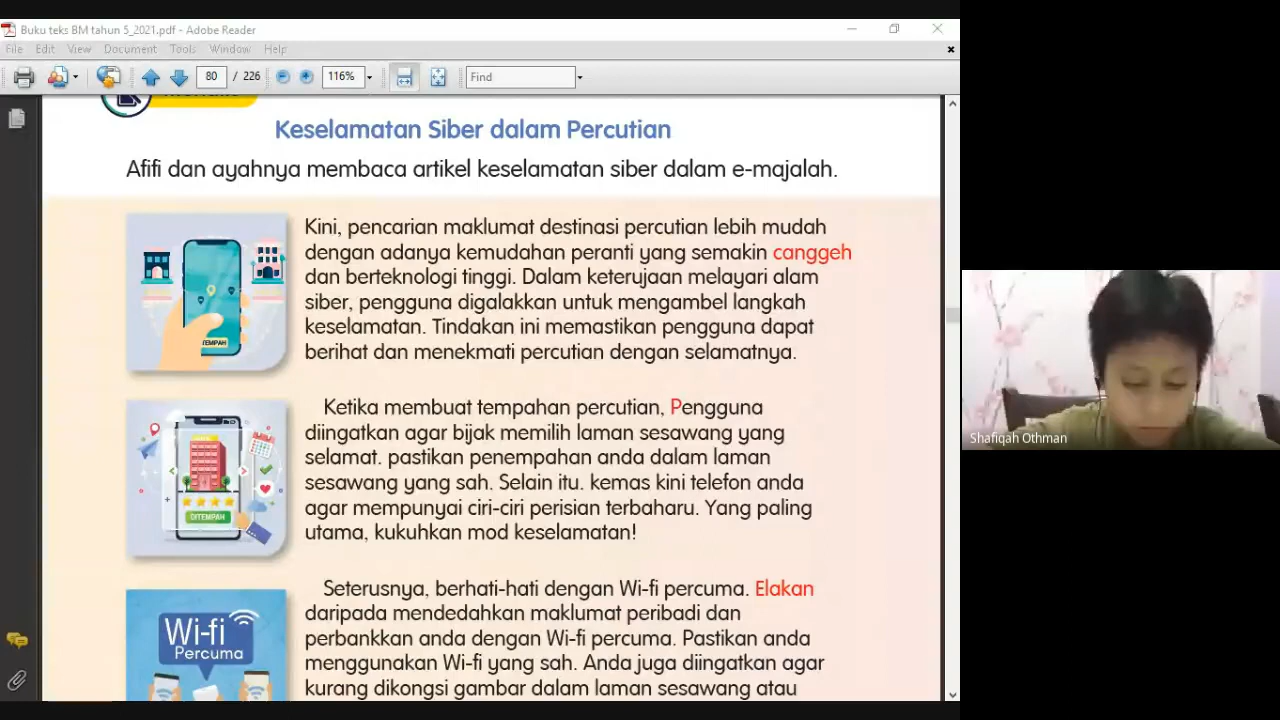 Buku teks BM tahun 5_2021.pdf - Adobe Reader
File Edit View Document Tools Window Help
80 / 226 116% Find
Keselamatan Siber dalam Percutian
Afifi dan ayahnya membaca artikel keselamatan siber dalam e-majalah.
Kini, pencarian maklumat destinasi percutian lebih mudah
dengan adanya kemudahan peranti yang semakin canggeh
dan berteknologi tinggi. Dalam keterujaan melayari alam
siber, pengguna digalakkan untuk mengambel langkah
keselamatan. Tindakan ini memastikan pengguna dapat
berihat dan menekmati percutian dengan selamatnya.
TEMPAH
Ketika membuat tempahan percutian, Pengguna
diingatkan agar bijak memilih laman sesawang yang
selamat. pastikan penempahan anda dalam laman
sesawang yang sah. Selain itu. kemas kini telefon anda
agar mempunyai ciri-ciri perisian terbaharu. Yang paling
utama, kukuhkan mod keselamatan!
DITEMPAH
Seterusnya, berhati-hati dengan Wi-fi percuma. Elakan
daripada mendedahkan maklumat peribadi dan
perbankkan anda dengan Wi-fi percuma. Pastikan anda
menggunakan Wi-fi yang sah. Anda juga diingatkan agar
kurang dikongsi gambar dalam laman sesawang atau
Wi-fi
Percuma
Shafiqah Othman